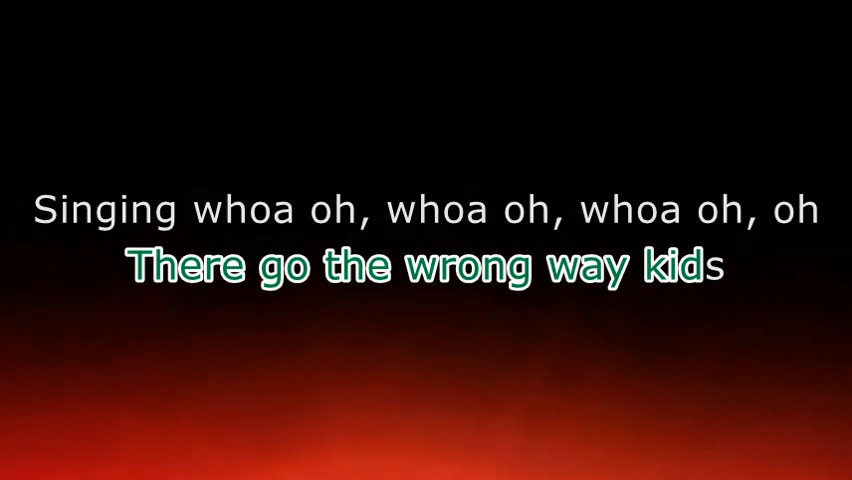 Singing whoa oh, whoa oh, whoa oh, oh
There go the wrong way kids